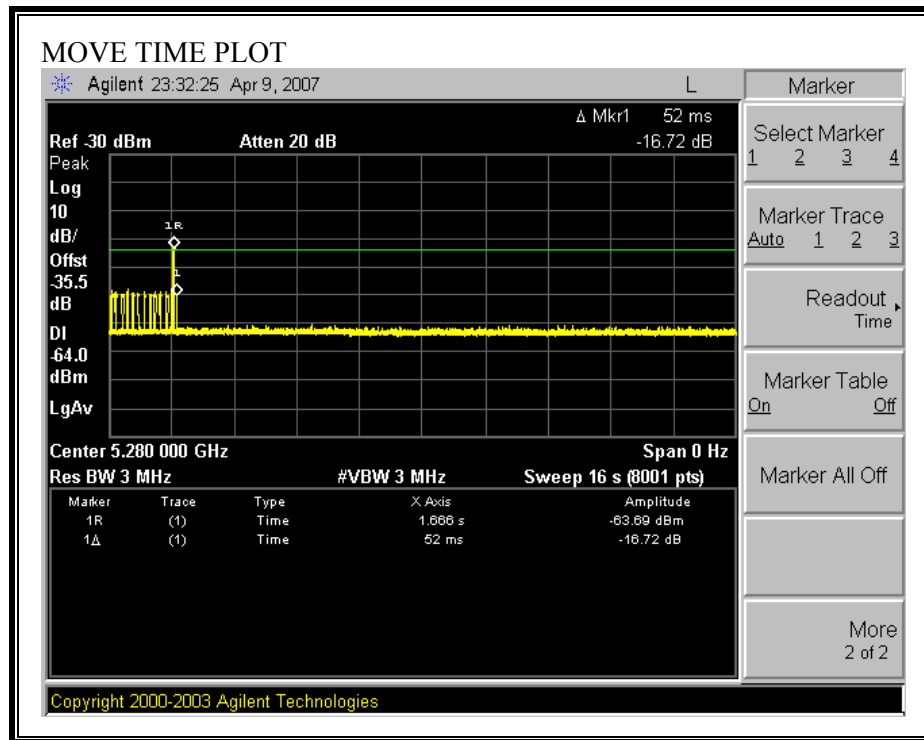 MOVE TIME PLOT
Agilent 23:32:25 Apr 9, 2007 L
Δ Mkr1 52 ms
Ref -30 dBm Atten 20 dB -16.72 dB
Peak
Log
10
dB/
Offst
-35.5
dB
DI
-64.0
dBm
LgAv
1R
1
Center 5.280 000 GHz Span 0 Hz
Res BW 3 MHz #VBW 3 MHz Sweep 16 s (8001 pts)
Marker Trace Type X Axis Amplitude
1R (1) Time 1.666 s -63.69 dBm
1Δ (1) Time 52 ms -16.72 dB
Marker
Select Marker
1 2 3 4
Marker Trace
Auto 1 2 3
Readout
Time
Marker Table
On Off
Marker All Off
More
2 of 2
Copyright 2000-2003 Agilent Technologies